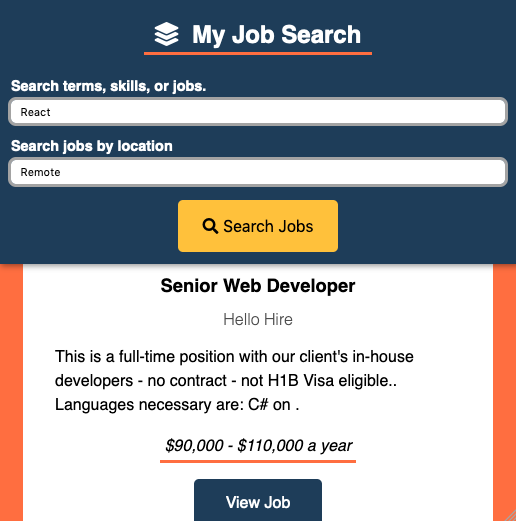 My Job Search
Search terms, skills, or jobs.
React
Search jobs by location
Remote
Search Jobs
Senior Web Developer
Hello Hire
This is a full-time position with our client's in-house
developers - no contract - not H1B Visa eligible..
Languages necessary are: C# on .
$90,000 - $110,000 a year
View Job